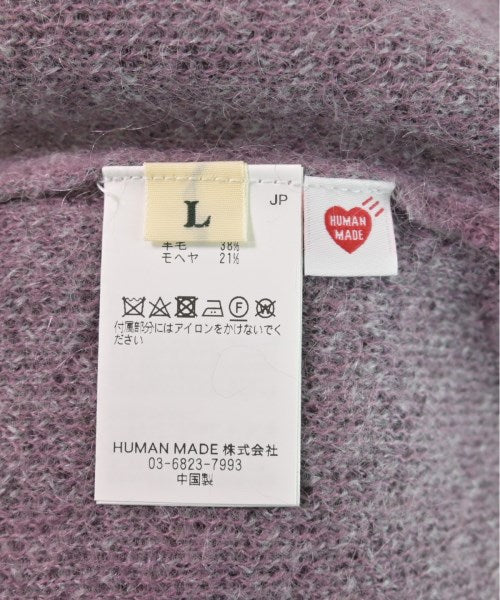 L
JP
HUMAN
MADE
羊毛 38%
モヘヤ 21%
付属部分にはアイロンをかけないでく
ださい
HUMAN MADE 株式会社
03-6823-7993
中国製